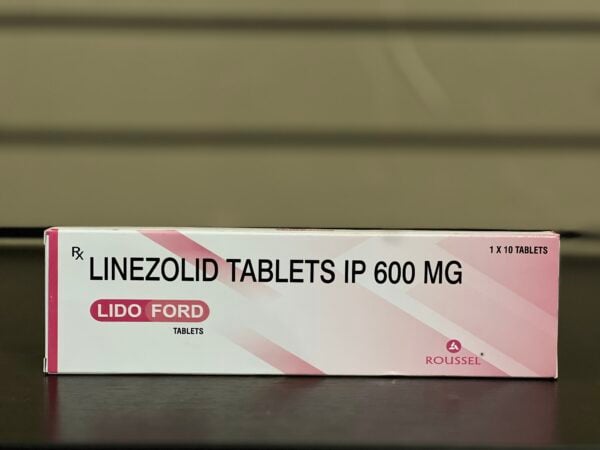 Rx
LINEZOLID TABLETS IP 600 MG
1 X 10 TABLETS
LIDO FORD
TABLETS
ROUSSEL